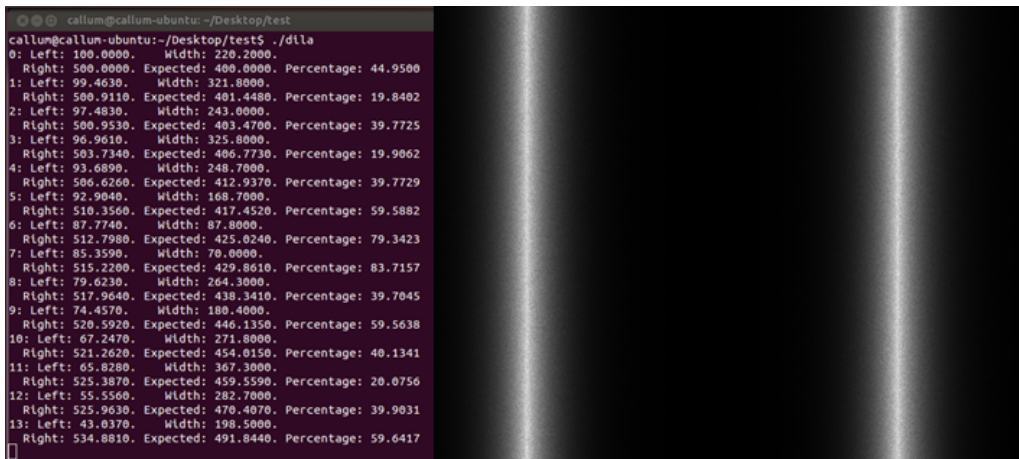 callum@callum-ubuntu: ~/Desktop/test
callum@callum-ubuntu:~/Desktop/test$ ./dila
0: Left: 100.0000. Width: 220.2000.
Right: 500.0000. Expected: 400.0000. Percentage: 44.9500
1: Left: 99.4630. Width: 321.8000.
Right: 500.9110. Expected: 401.4480. Percentage: 19.8402
2: Left: 97.4830. Width: 243.0000.
Right: 500.9530. Expected: 403.4700. Percentage: 39.7725
3: Left: 96.9610. Width: 325.8000.
Right: 503.7340. Expected: 406.7730. Percentage: 19.9062
4: Left: 93.6890. Width: 248.7000.
Right: 506.6260. Expected: 412.9370. Percentage: 39.7729
5: Left: 92.9040. Width: 168.7000.
Right: 510.3560. Expected: 417.4520. Percentage: 59.5882
6: Left: 87.7740. Width: 87.8000.
Right: 512.7980. Expected: 425.0240. Percentage: 79.3423
7: Left: 85.3590. Width: 70.0000.
Right: 515.2200. Expected: 429.8610. Percentage: 83.7157
8: Left: 79.6230. Width: 264.3000.
Right: 517.9640. Expected: 438.3410. Percentage: 39.7045
9: Left: 74.4570. Width: 180.4000.
Right: 520.5920. Expected: 446.1350. Percentage: 59.5638
10: Left: 67.2470. Width: 271.8000.
Right: 521.2620. Expected: 454.0150. Percentage: 40.1341
11: Left: 65.8280. Width: 367.3000.
Right: 525.3870. Expected: 459.5590. Percentage: 20.0756
12: Left: 55.5560. Width: 282.7000.
Right: 525.9630. Expected: 470.4070. Percentage: 39.9031
13: Left: 43.0370. Width: 198.5000.
Right: 534.8810. Expected: 491.8440. Percentage: 59.6417